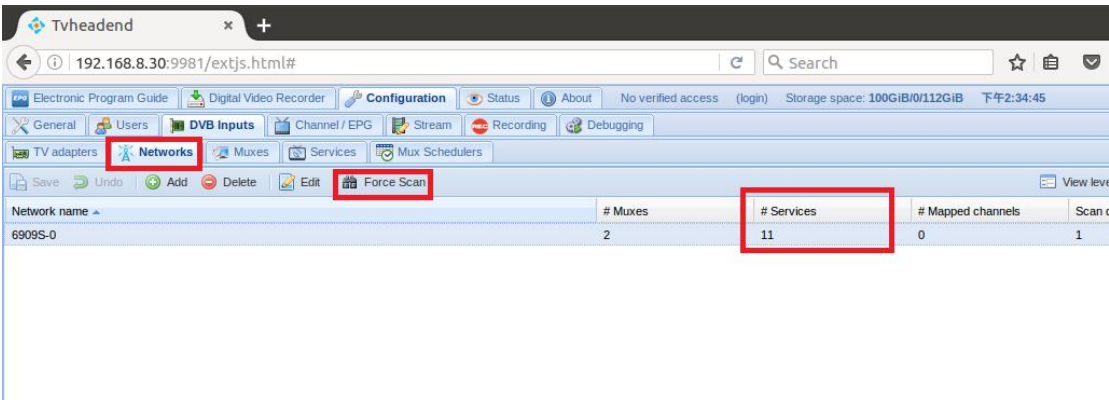 Tvheadend × +
192.168.8.30:9981/extjs.html# Search
EPG Electronic Program Guide Digital Video Recorder Configuration Status About No verified access (login) Storage space: 100GiB/0/112GiB 下午2:34:45
General Users DVB Inputs Channel / EPG Stream REC Recording Debugging
TV adapters Networks Muxes Services Mux Schedulers
Save Undo Add Delete Edit Force Scan View leve
Network name # Muxes # Services # Mapped channels Scan
6909S-0 2 11 0 1